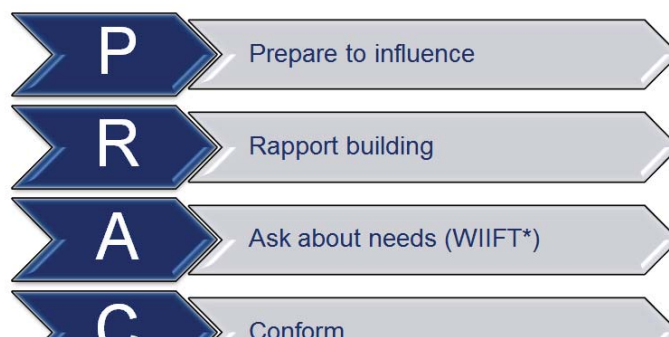 P Prepare to influence
R Rapport building
A Ask about needs (WIIFT*)
C Conform